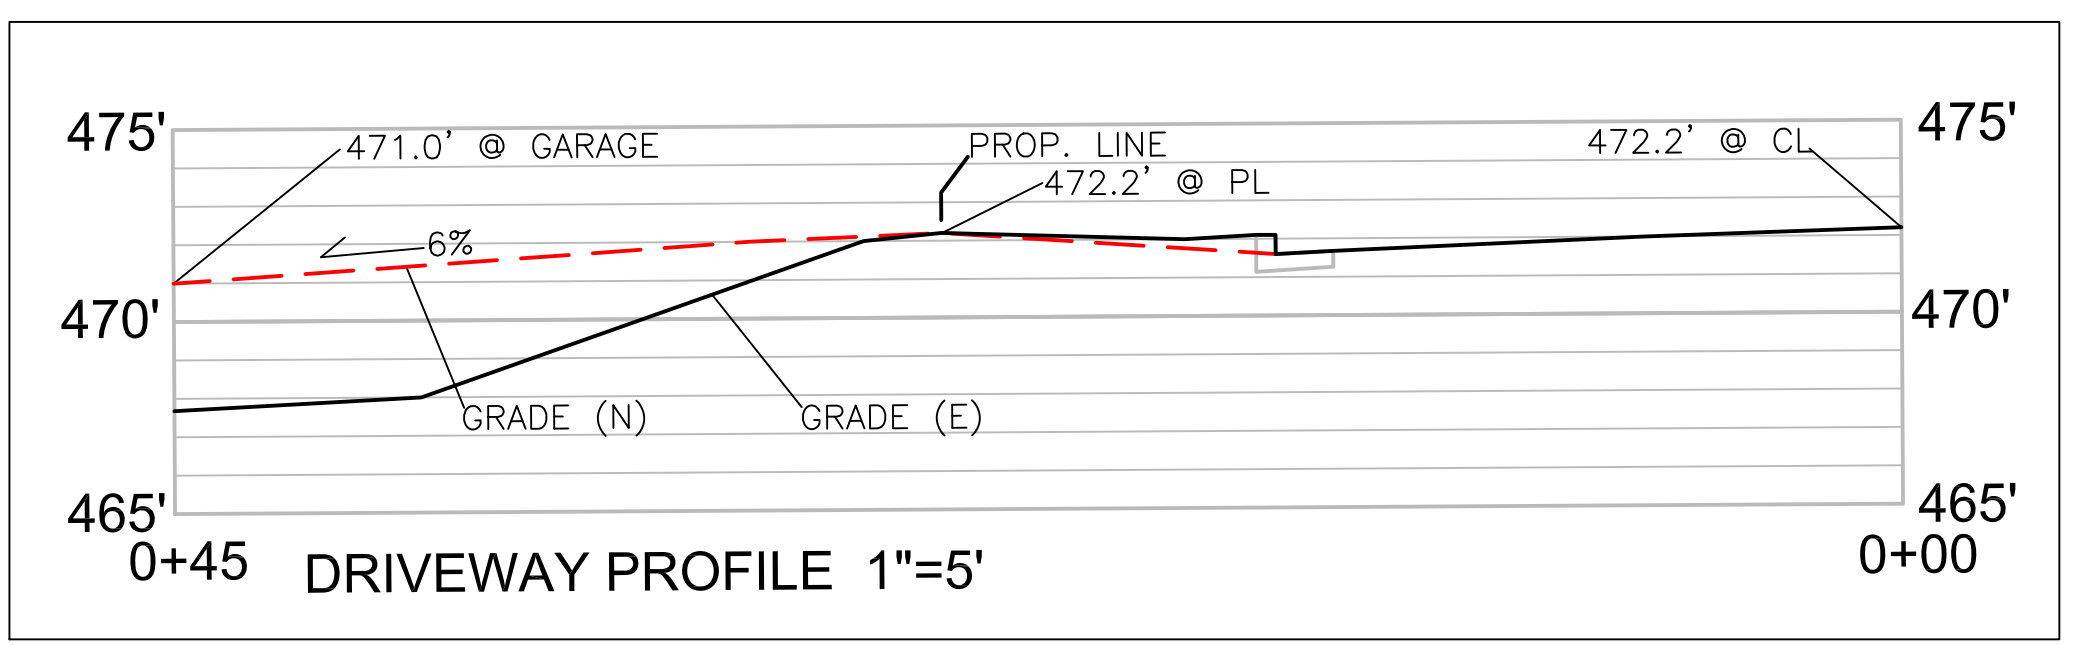 475'
471.0' @ GARAGE
PROP. LINE
472.2' @ CL
475'
472.2' @ PL
6%
470'
470'
GRADE (N)
GRADE (E)
465'
465'
0+45
DRIVEWAY PROFILE 1"=5'
0+00